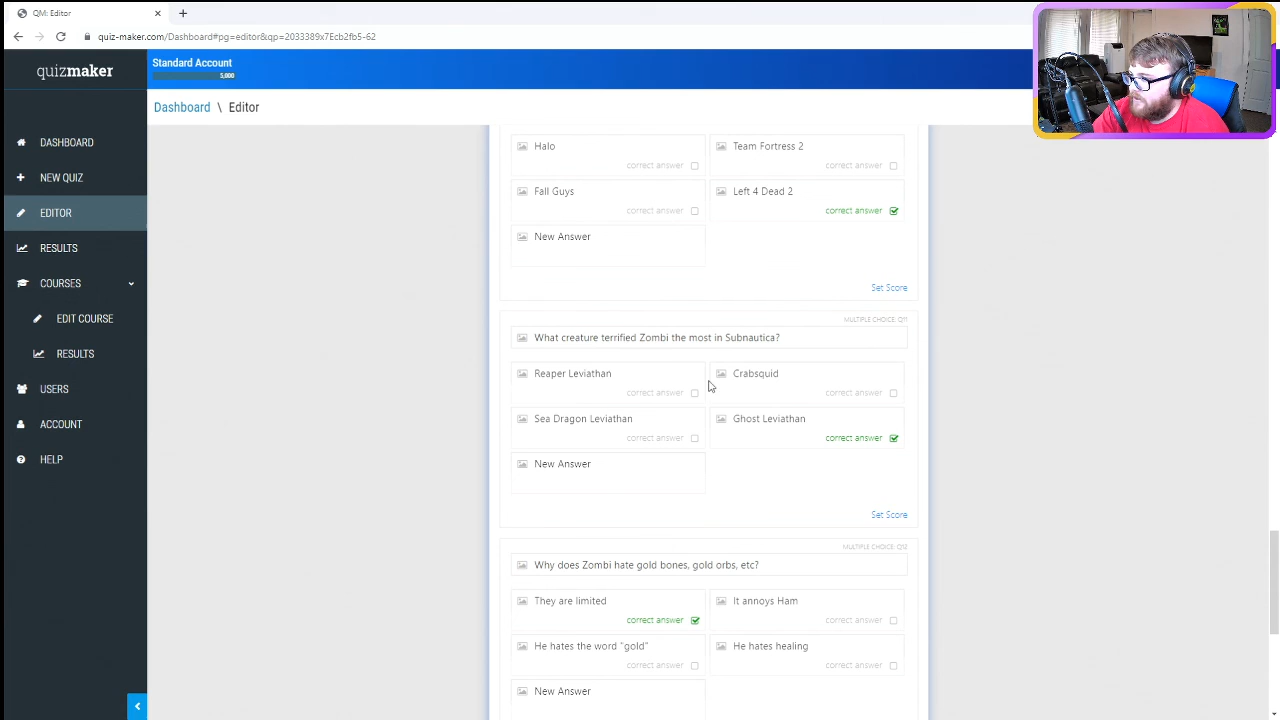 QM: Editor
quiz-maker.com/Dashboard#pg=editor&qp=2033389x7Ecb2fb5-62
quizmaker
Standard Account
5,000
Dashboard \ Editor
DASHBOARD
NEW QUIZ
EDITOR
RESULTS
COURSES
EDIT COURSE
RESULTS
USERS
ACCOUNT
HELP
Halo
correct answer
Team Fortress 2
correct answer
Fall Guys
correct answer
Left 4 Dead 2
correct answer
New Answer
Set Score
MULTIPLE CHOICE: Q11
What creature terrified Zombi the most in Subnautica?
Reaper Leviathan
correct answer
Crabsquid
correct answer
Sea Dragon Leviathan
correct answer
Ghost Leviathan
correct answer
New Answer
Set Score
MULTIPLE CHOICE: Q12
Why does Zombi hate gold bones, gold orbs, etc?
They are limited
correct answer
It annoys Ham
correct answer
He hates the word "gold"
correct answer
He hates healing
correct answer
New Answer